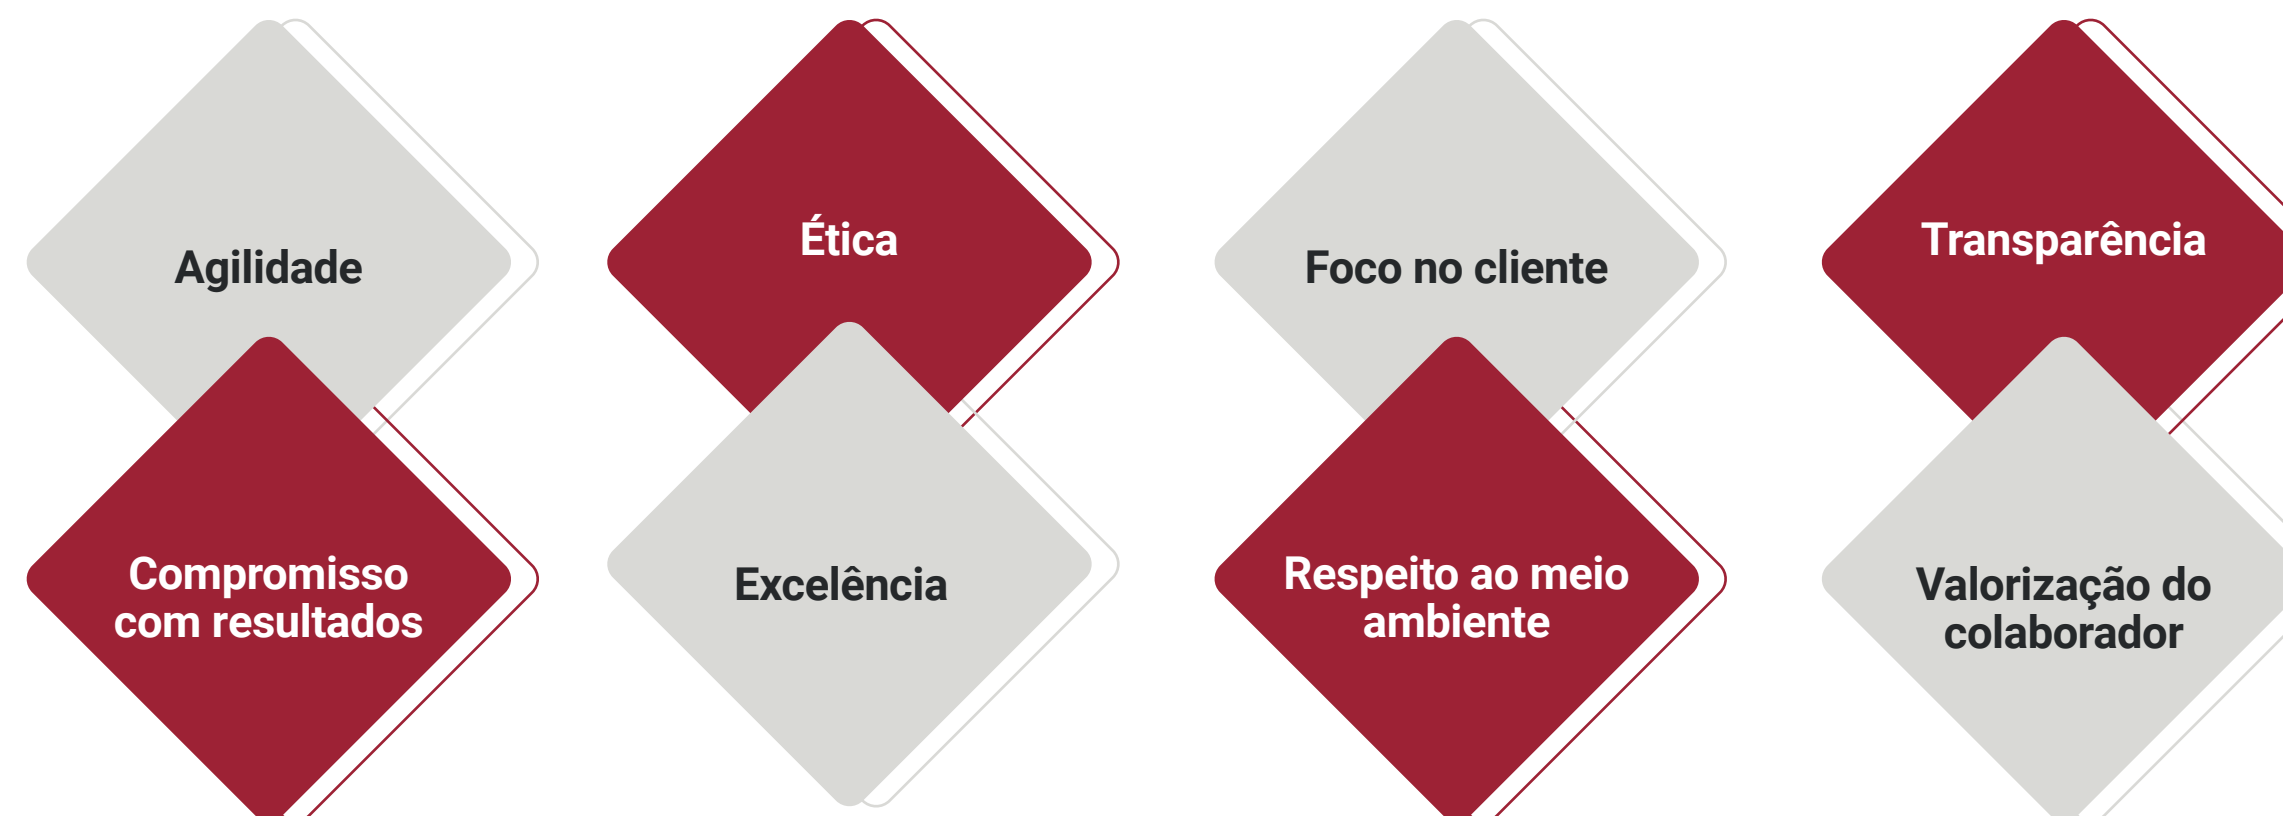 Agilidade
Compromisso
com resultados
Ética
Excelência
Foco no cliente
Respeito ao meio
ambiente
Transparência
Valorização do
colaborador